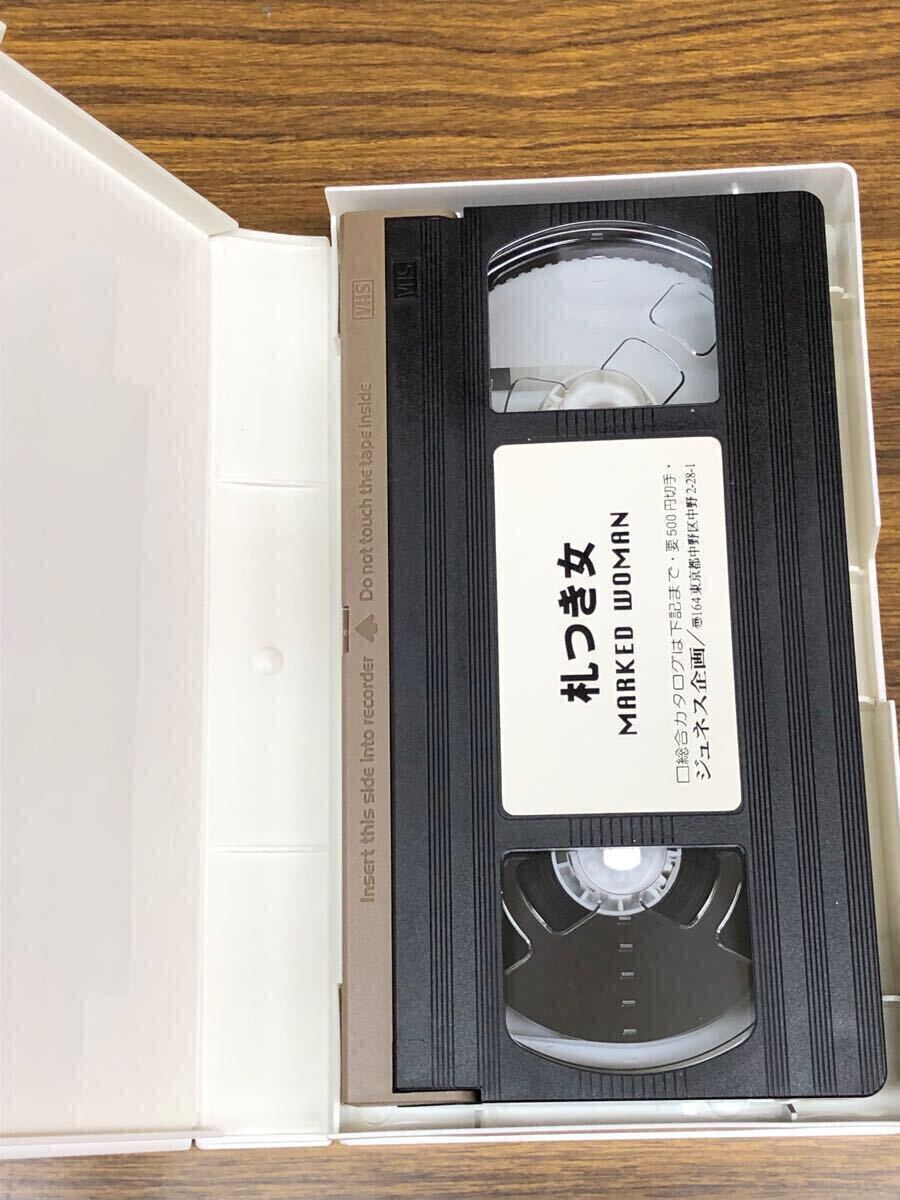 札つき女
MARKED WOMAN
□総合カタログは下記まで・要500円切手・
ジュネス企画/〠164東京都中野区中野2-28-1
Insert this side into recorder ♠ Do not touch the tape inside
VHS
VHS